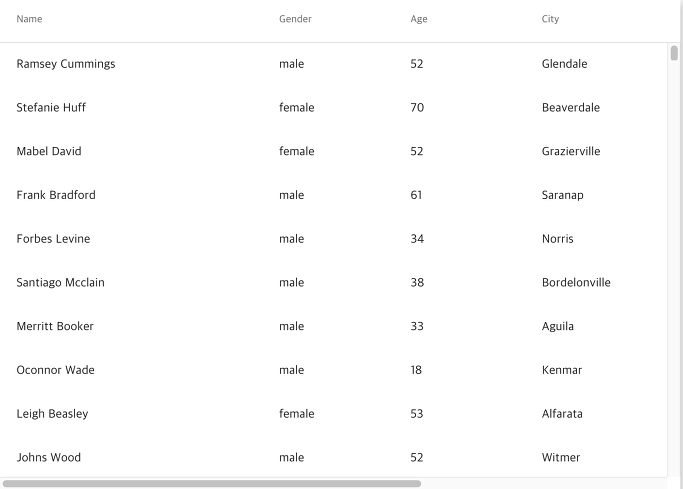 Name Gender Age City
Ramsey Cummings male 52 Glendale
Stefanie Huff female 70 Beaverdale
Mabel David female 52 Grazierville
Frank Bradford male 61 Saranap
Forbes Levine male 34 Norris
Santiago Mcclain male 38 Bordelonville
Merritt Booker male 33 Aguila
Oconnor Wade male 18 Kenmar
Leigh Beasley female 53 Alfarata
Johns Wood male 52 Witmer